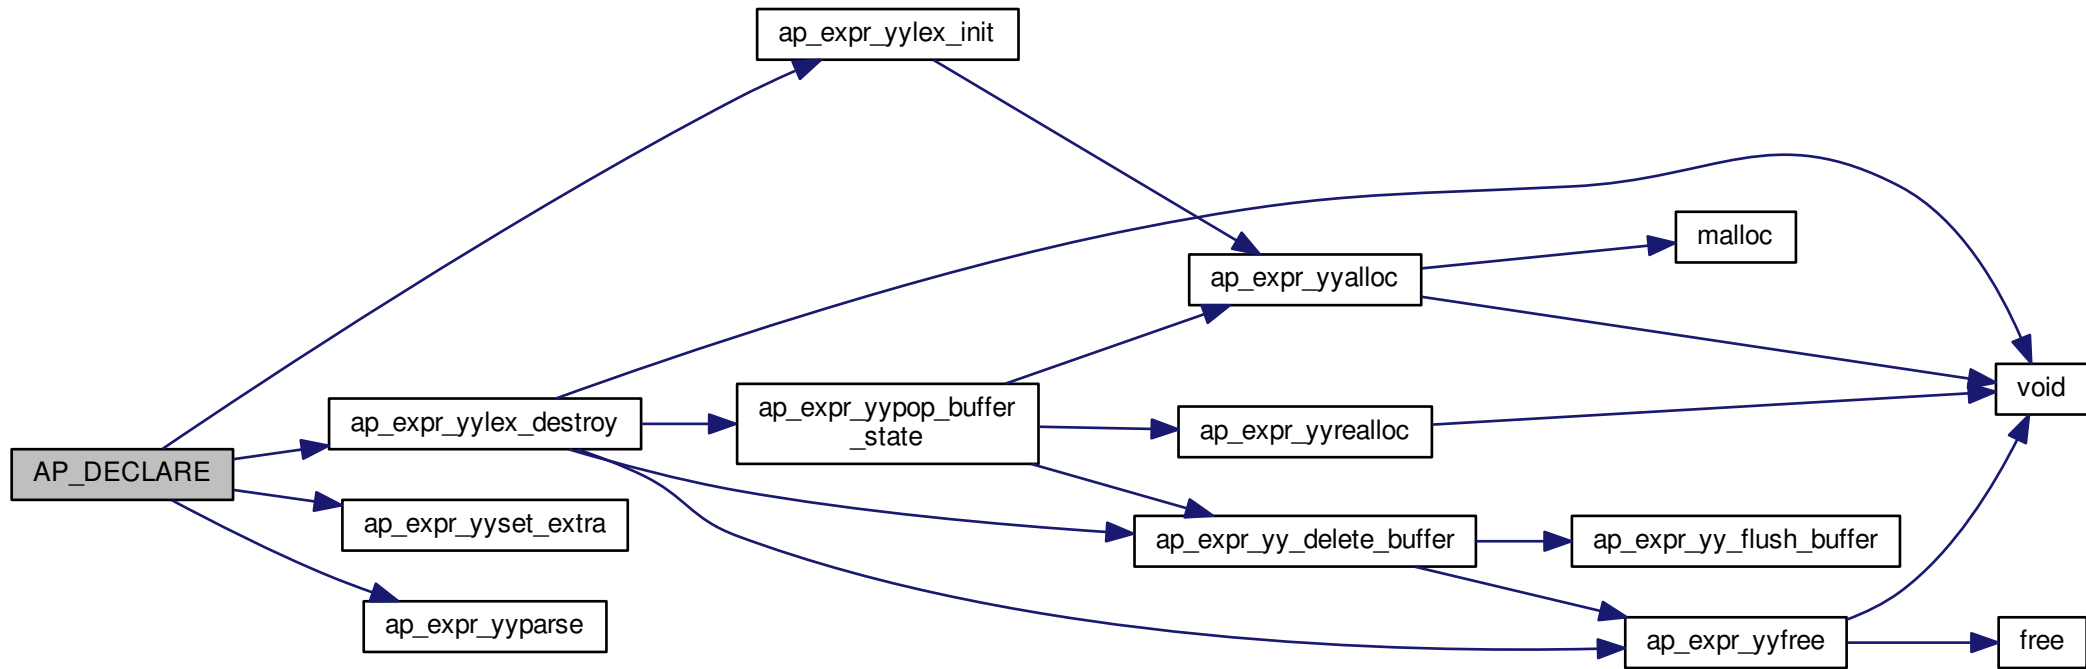 ap_expr_yylex_init
malloc
ap_expr_yyalloc
void
ap_expr_yypop_buffer
_state
ap_expr_yylex_destroy
ap_expr_yyrealloc
AP_DECLARE
ap_expr_yyset_extra
ap_expr_yy_delete_buffer
ap_expr_yy_flush_buffer
ap_expr_yyparse
ap_expr_yyfree
free